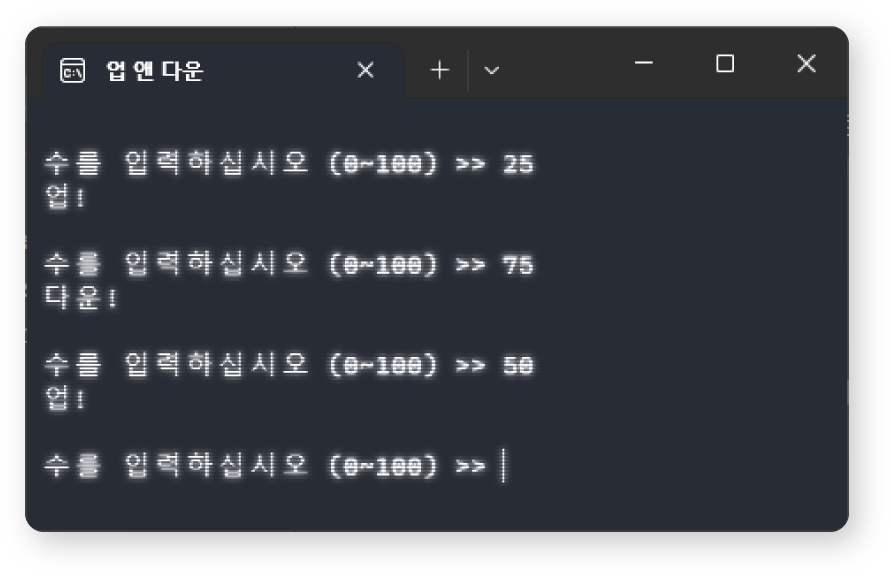 업 앤 다운
수를 입력하십시오 (0~100) >> 25
업!
수를 입력하십시오 (0~100) >> 75
다운!
수를 입력하십시오 (0~100) >> 50
업!
수를 입력하십시오 (0~100) >>